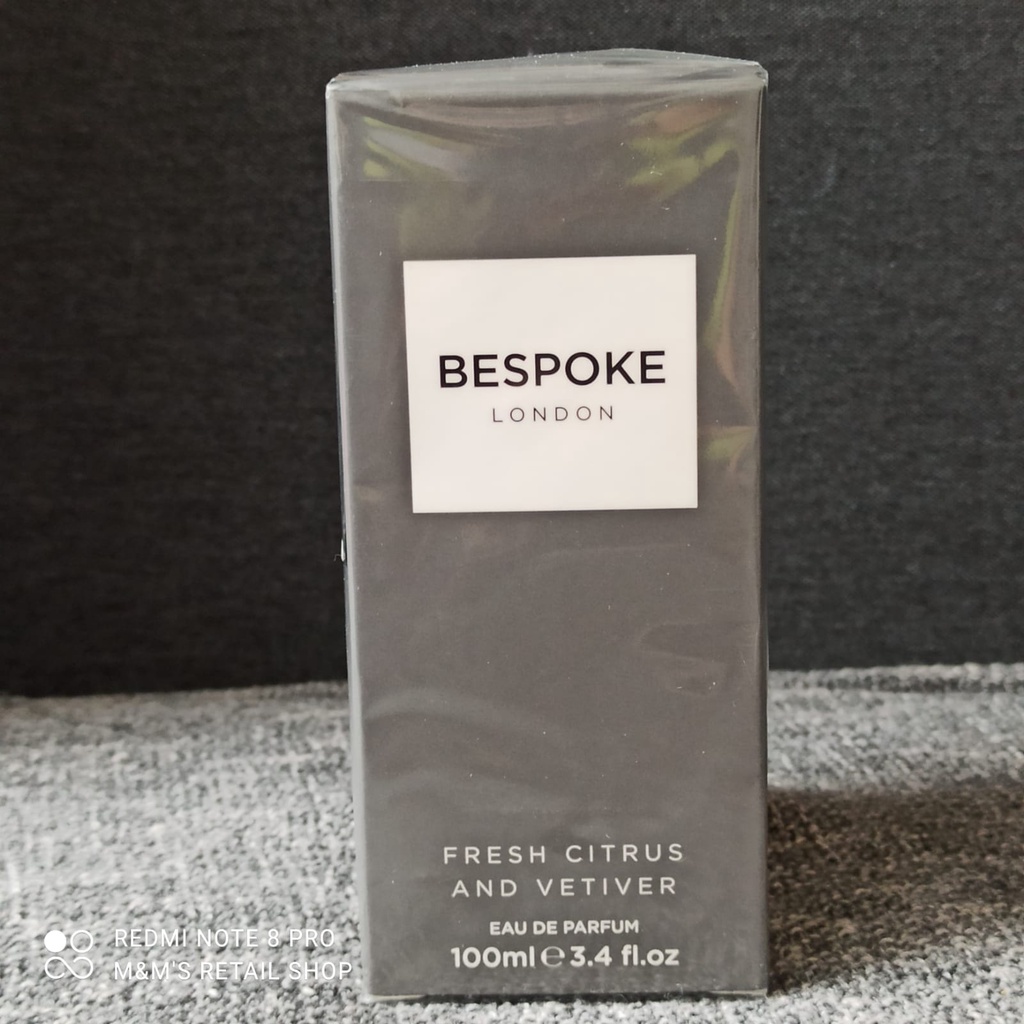 BESPOKE
LONDON
FRESH CITRUS
AND VETIVER
EAU DE PARFUM
100ml℮3.4 fl.oz
REDMI NOTE 8 PRO
M&M'S RETAIL SHOP